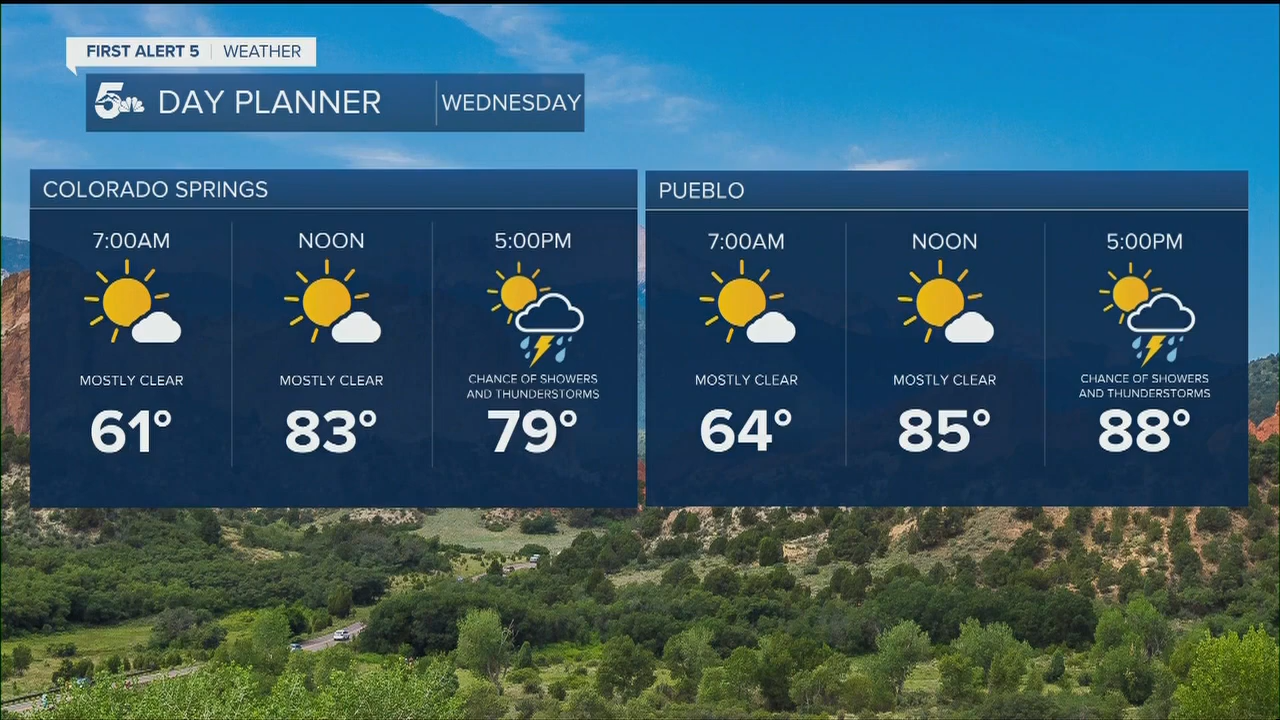 FIRST ALERT 5 | WEATHER
5 DAY PLANNER WEDNESDAY
COLORADO SPRINGS
7:00AM NOON 5:00PM
MOSTLY CLEAR MOSTLY CLEAR CHANCE OF SHOWERS
AND THUNDERSTORMS
61° 83° 79°
PUEBLO
7:00AM NOON 5:00PM
MOSTLY CLEAR MOSTLY CLEAR CHANCE OF SHOWERS
AND THUNDERSTORMS
64° 85° 88°